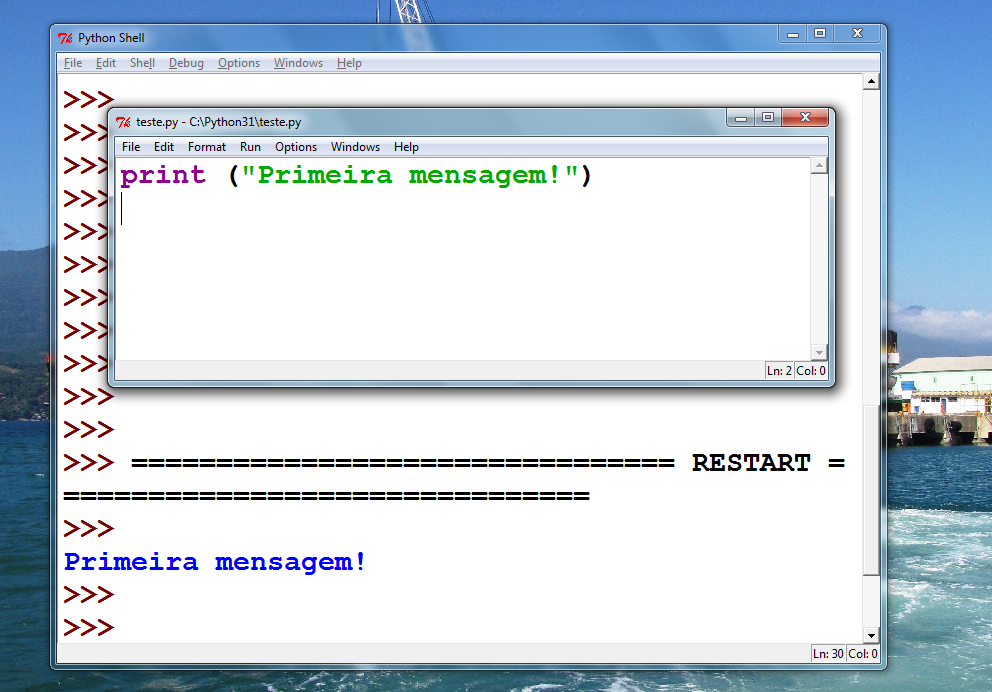 Python Shell
File Edit Shell Debug Options Windows Help
>>>
>>>
>>>
>>>
>>>
>>>
>>>
>>>
>>>
>>>
>>>
>>> ================================ RESTART =
===============================
>>>
Primeira mensagem!
>>>
>>>
Ln: 30 Col: 0
teste.py - C:\Python31\teste.py
File Edit Format Run Options Windows Help
print ("Primeira mensagem!")
Ln: 2 Col: 0